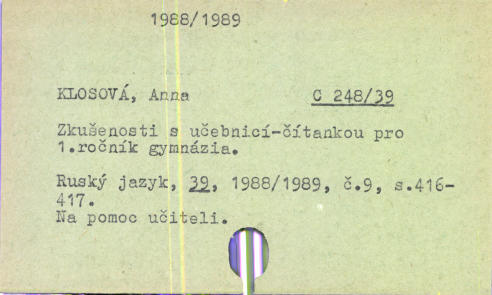 1988/1989
KLOSOVÁ, Anna C 248/39
Zkušenosti s učebnicí-čítankou pro
1.ročník gymnázia.
Ruský jazyk, 39, 1988/1989, č.9, s.416-
417.
Na pomoc učiteli.